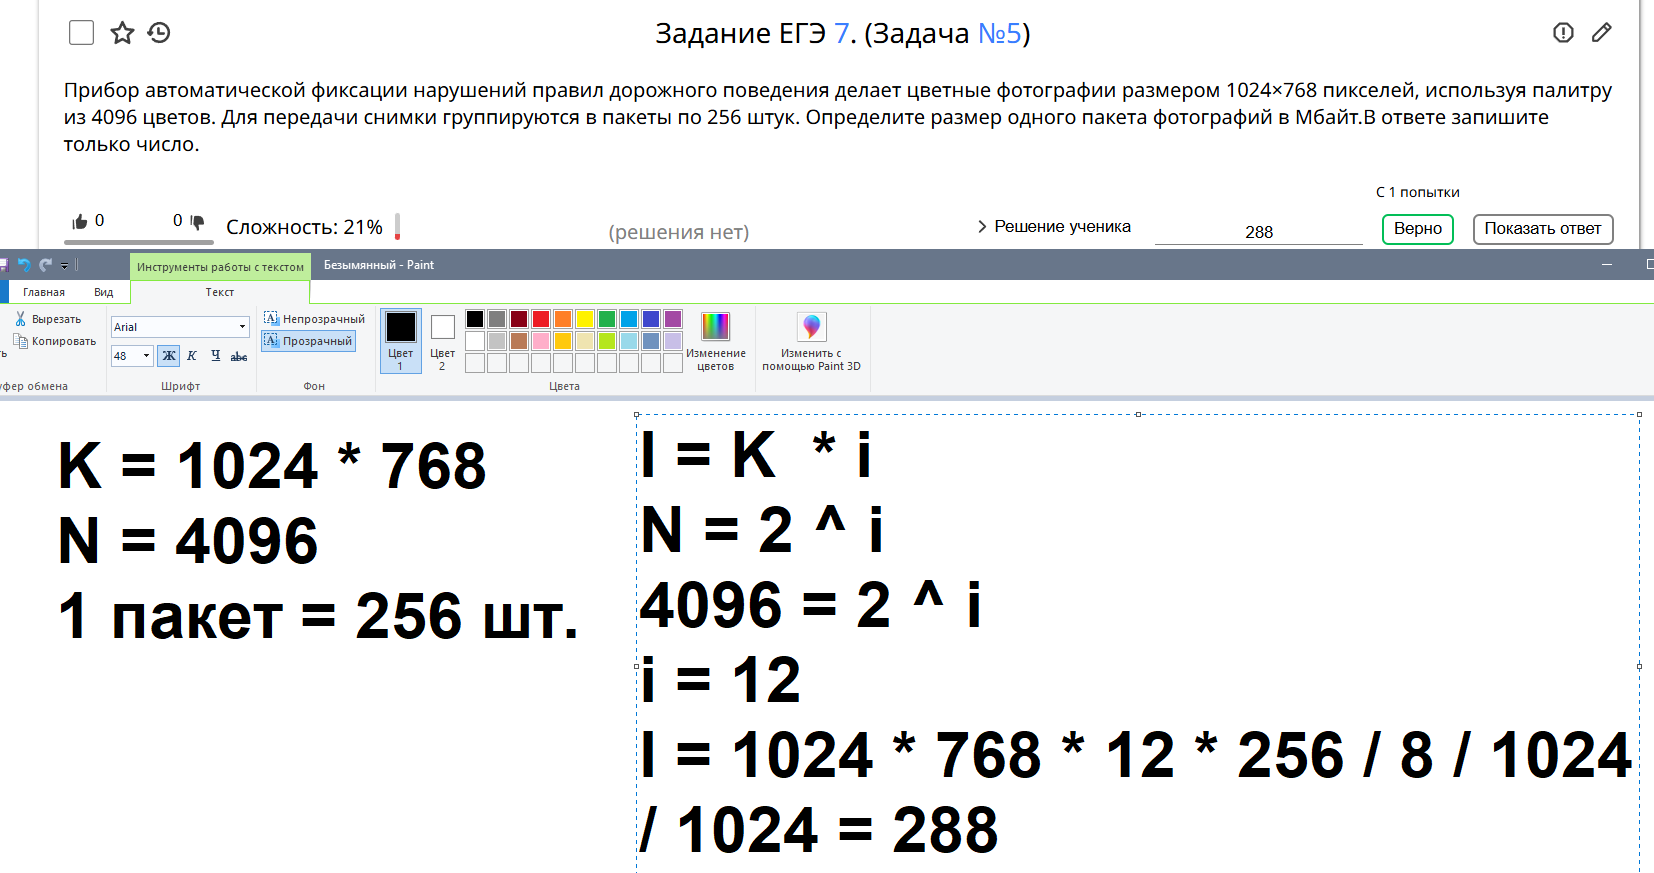 Задание ЕГЭ 7. (Задача №5)
Прибор автоматической фиксации нарушений правил дорожного поведения делает цветные фотографии размером 1024×768 пикселей, используя палитру
из 4096 цветов. Для передачи снимки группируются в пакеты по 256 штук. Определите размер одного пакета фотографий в Мбайт.В ответе запишите
только число.
С 1 попытки
0 0 Сложность: 21% (решения нет) Решение ученика 288 Верно Показать ответ
Инструменты работы с текстом Безымянный - Paint
Главная Вид Текст
Вырезать
Копировать
Arial
48 Ж К Ч abc
Непрозрачный
Прозрачный
Цвет 1
Цвет 2
Изменение цветов
Изменить с помощью Paint 3D
уфер обмена Шрифт Фон Цвета
K = 1024 * 768
N = 4096
1 пакет = 256 шт.
I = K * i
N = 2 ^ i
4096 = 2 ^ i
i = 12
I = 1024 * 768 * 12 * 256 / 8 / 1024
/ 1024 = 288